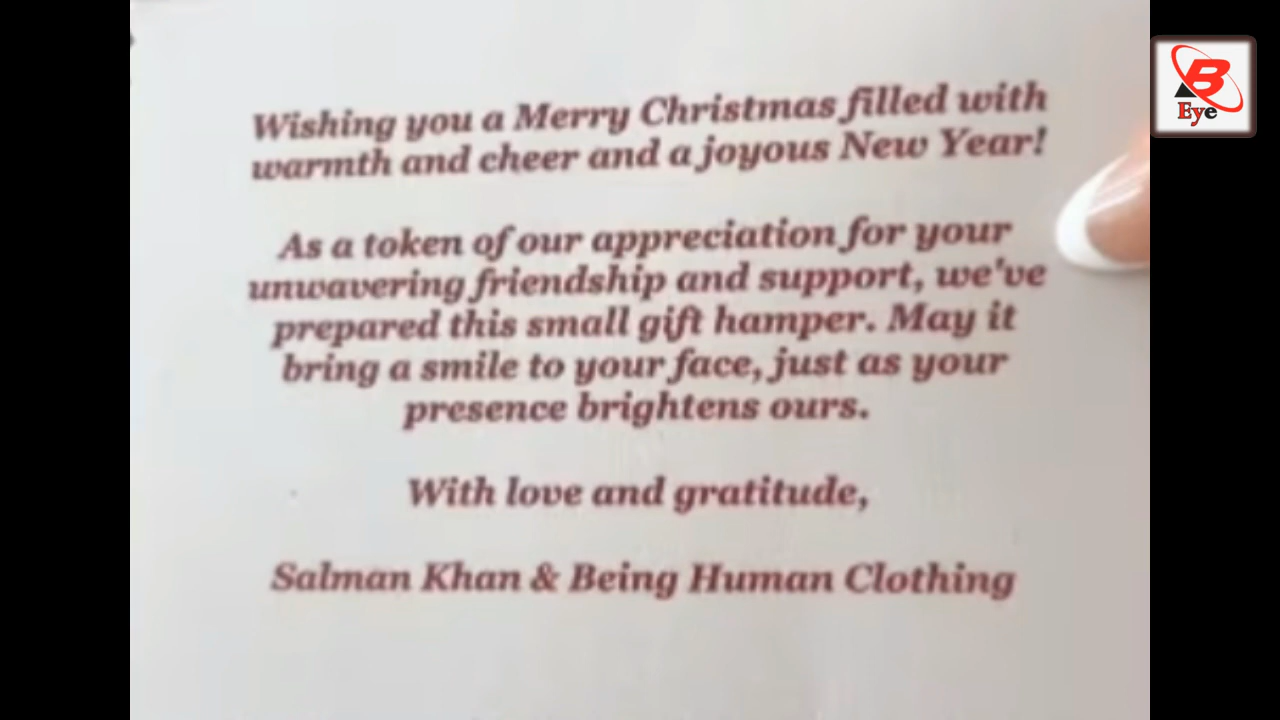 Wishing you a Merry Christmas filled with
warmth and cheer and a joyous New Year!
As a token of our appreciation for your
unwavering friendship and support, we've
prepared this small gift hamper. May it
bring a smile to your face, just as your
presence brightens ours.
With love and gratitude,
Salman Khan & Being Human Clothing
B
Eye